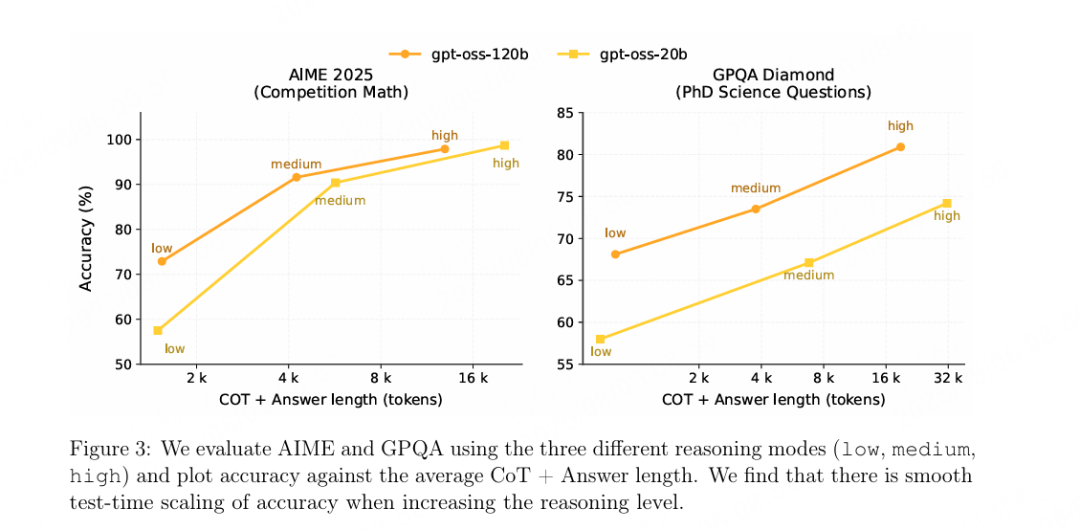 gpt-oss-120b gpt-oss-20b
AIME 2025
(Competition Math)
Accuracy (%)
100
90
80
70
60
50
low
medium
high
low
medium
high
2 k 4 k 8 k 16 k
COT + Answer length (tokens)
GPQA Diamond
(PhD Science Questions)
85
80
75
70
65
60
55
low
medium
high
low
medium
high
2 k 4 k 8 k 16 k 32 k
COT + Answer length (tokens)
Figure 3: We evaluate AIME and GPQA using the three different reasoning modes (low, medium,
high) and plot accuracy against the average CoT + Answer length. We find that there is smooth
test-time scaling of accuracy when increasing the reasoning level.